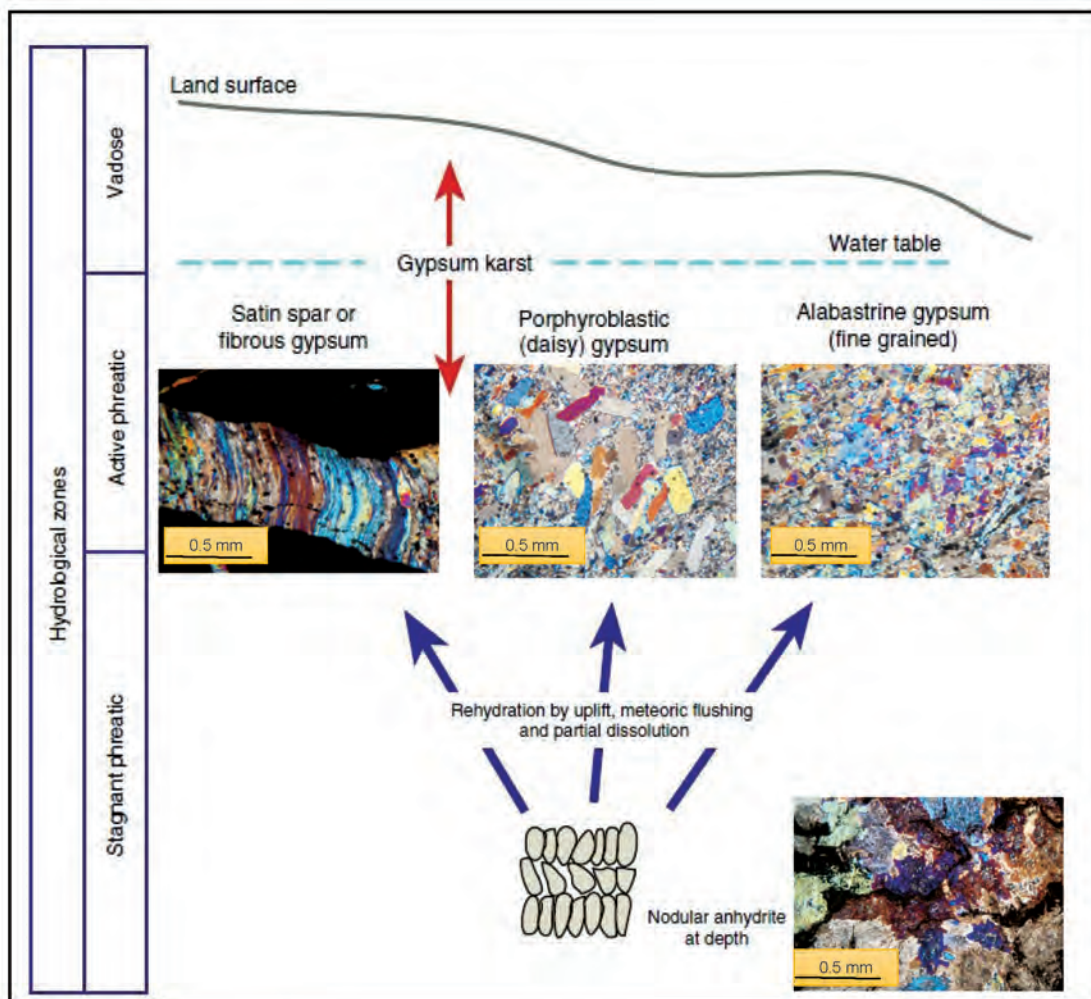 Hydrological zones
Vadose
Active phreatic
Stagnant phreatic
Land surface
Water table
Gypsum karst
Satin spar or
fibrous gypsum
Porphyroblastic
(daisy) gypsum
Alabastrine gypsum
(fine grained)
0.5 mm
0.5 mm
0.5 mm
Rehydration by uplift, meteoric flushing
and partial dissolution
Nodular anhydrite
at depth
0.5 mm